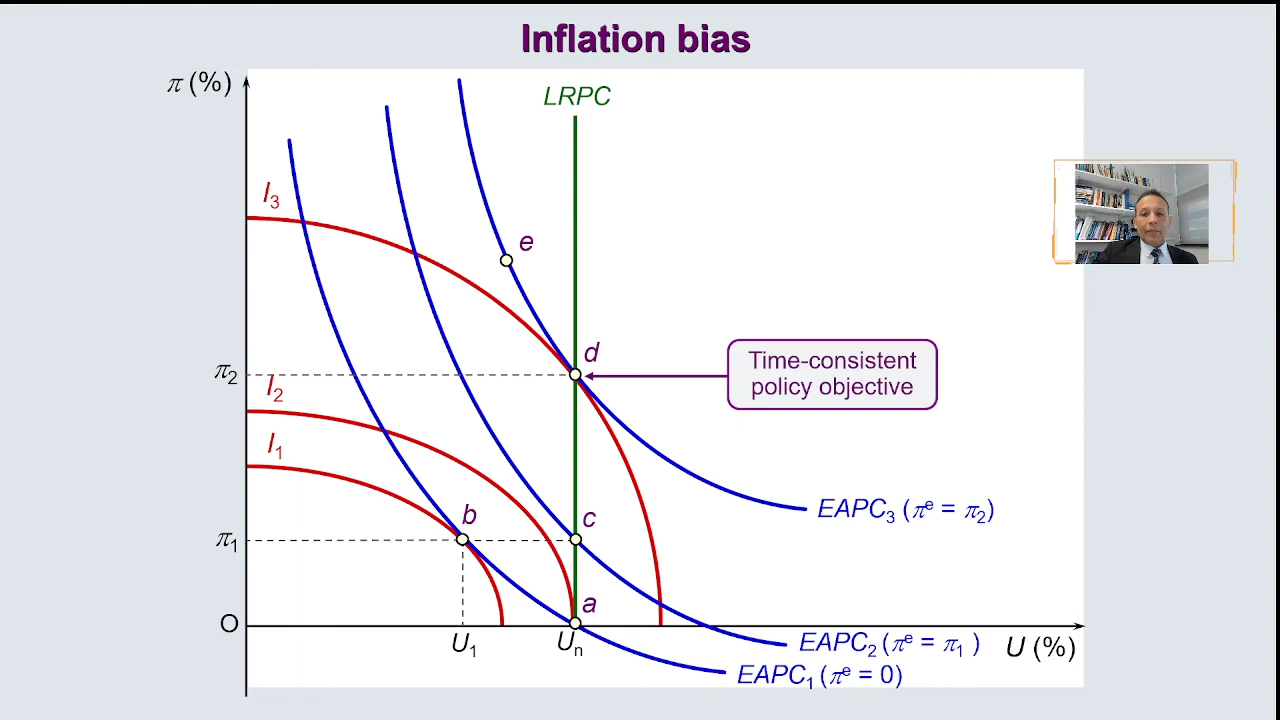 Inflation bias
π (%)
LRPC
I3
e
d
Time-consistent
policy objective
π2
I2
I1
EAPC3 (πe = π2)
b
c
π1
a
O
U1
Un
EAPC2 (πe = π1 )
U (%)
EAPC1 (πe = 0)